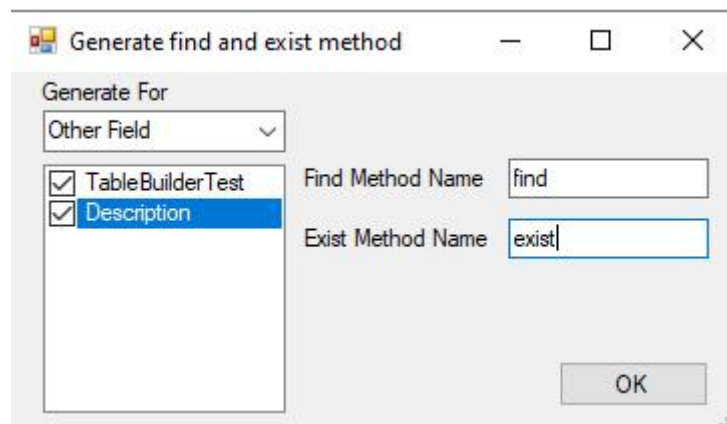 Generate find and exist method
Generate For
Other Field
TableBuilderTest
Description
Find Method Name
find
Exist Method Name
exist
OK